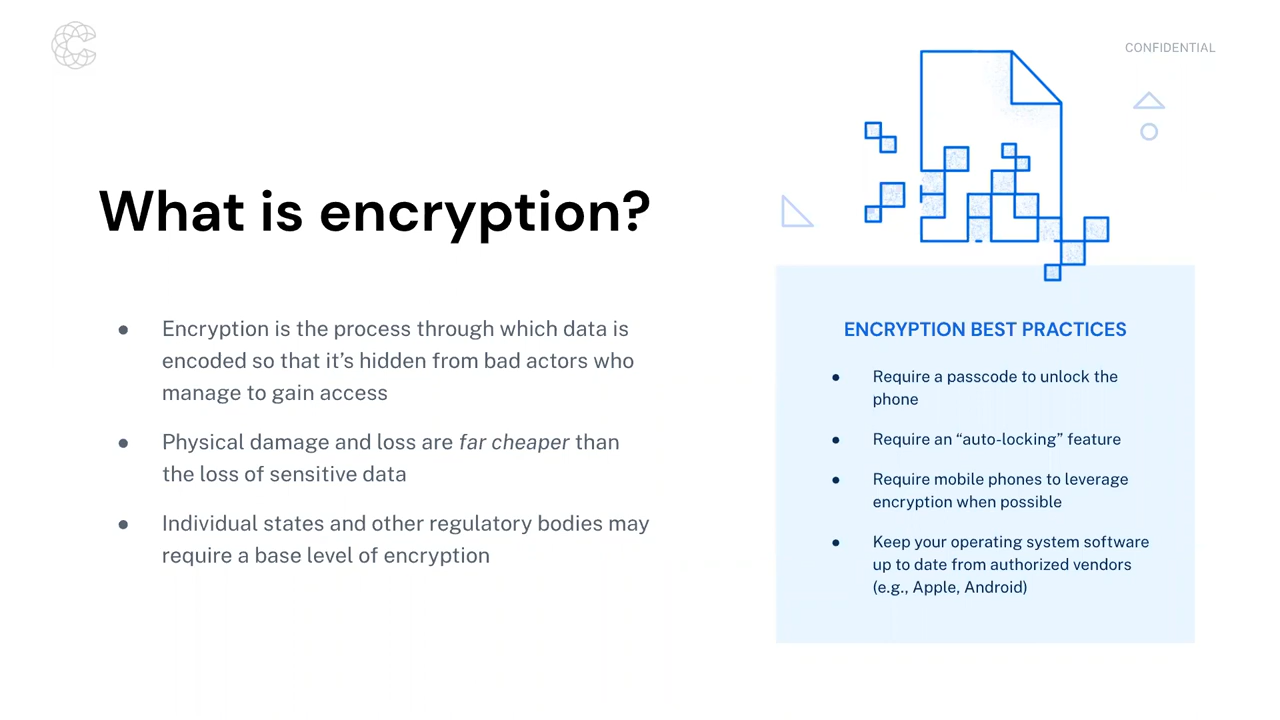 CONFIDENTIAL
What is encryption?
● Encryption is the process through which data is
encoded so that it’s hidden from bad actors who
manage to gain access
● Physical damage and loss are far cheaper than
the loss of sensitive data
● Individual states and other regulatory bodies may
require a base level of encryption
ENCRYPTION BEST PRACTICES
● Require a passcode to unlock the
phone
● Require an “auto-locking” feature
● Require mobile phones to leverage
encryption when possible
● Keep your operating system software
up to date from authorized vendors
(e.g., Apple, Android)